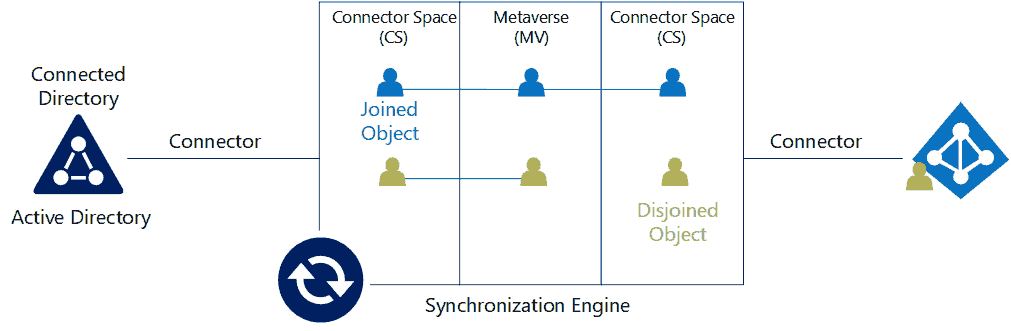 Connector Space
(CS)
Metaverse
(MV)
Connector Space
(CS)
Connected
Directory
Connector
Joined
Object
Connector
Active Directory
Disjoined
Object
Synchronization Engine